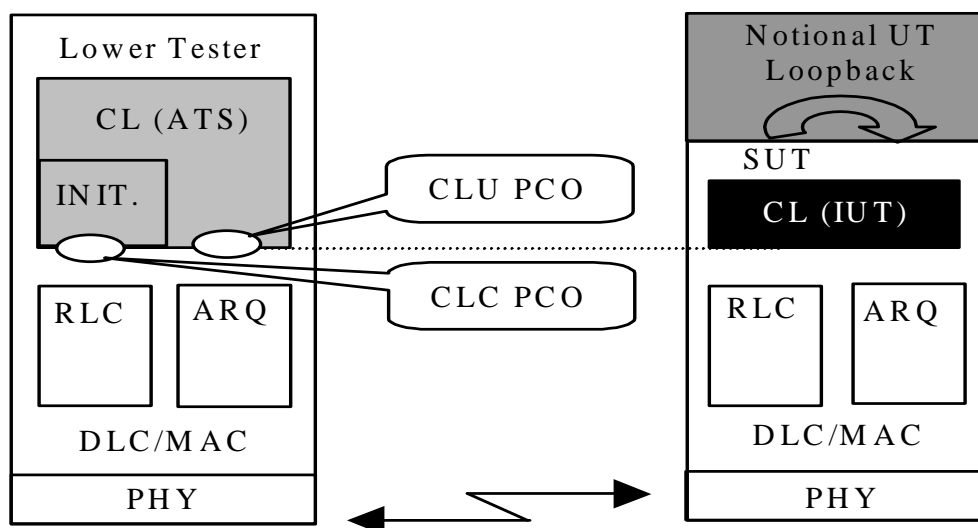 Lower Tester
CL (ATS)
INIT.
CLU PCO
CLC PCO
RLC
ARQ
DLC/MAC
PHY
Notional UT
Loopback
SUT
CL (IUT)
RLC
ARQ
DLC/MAC
PHY